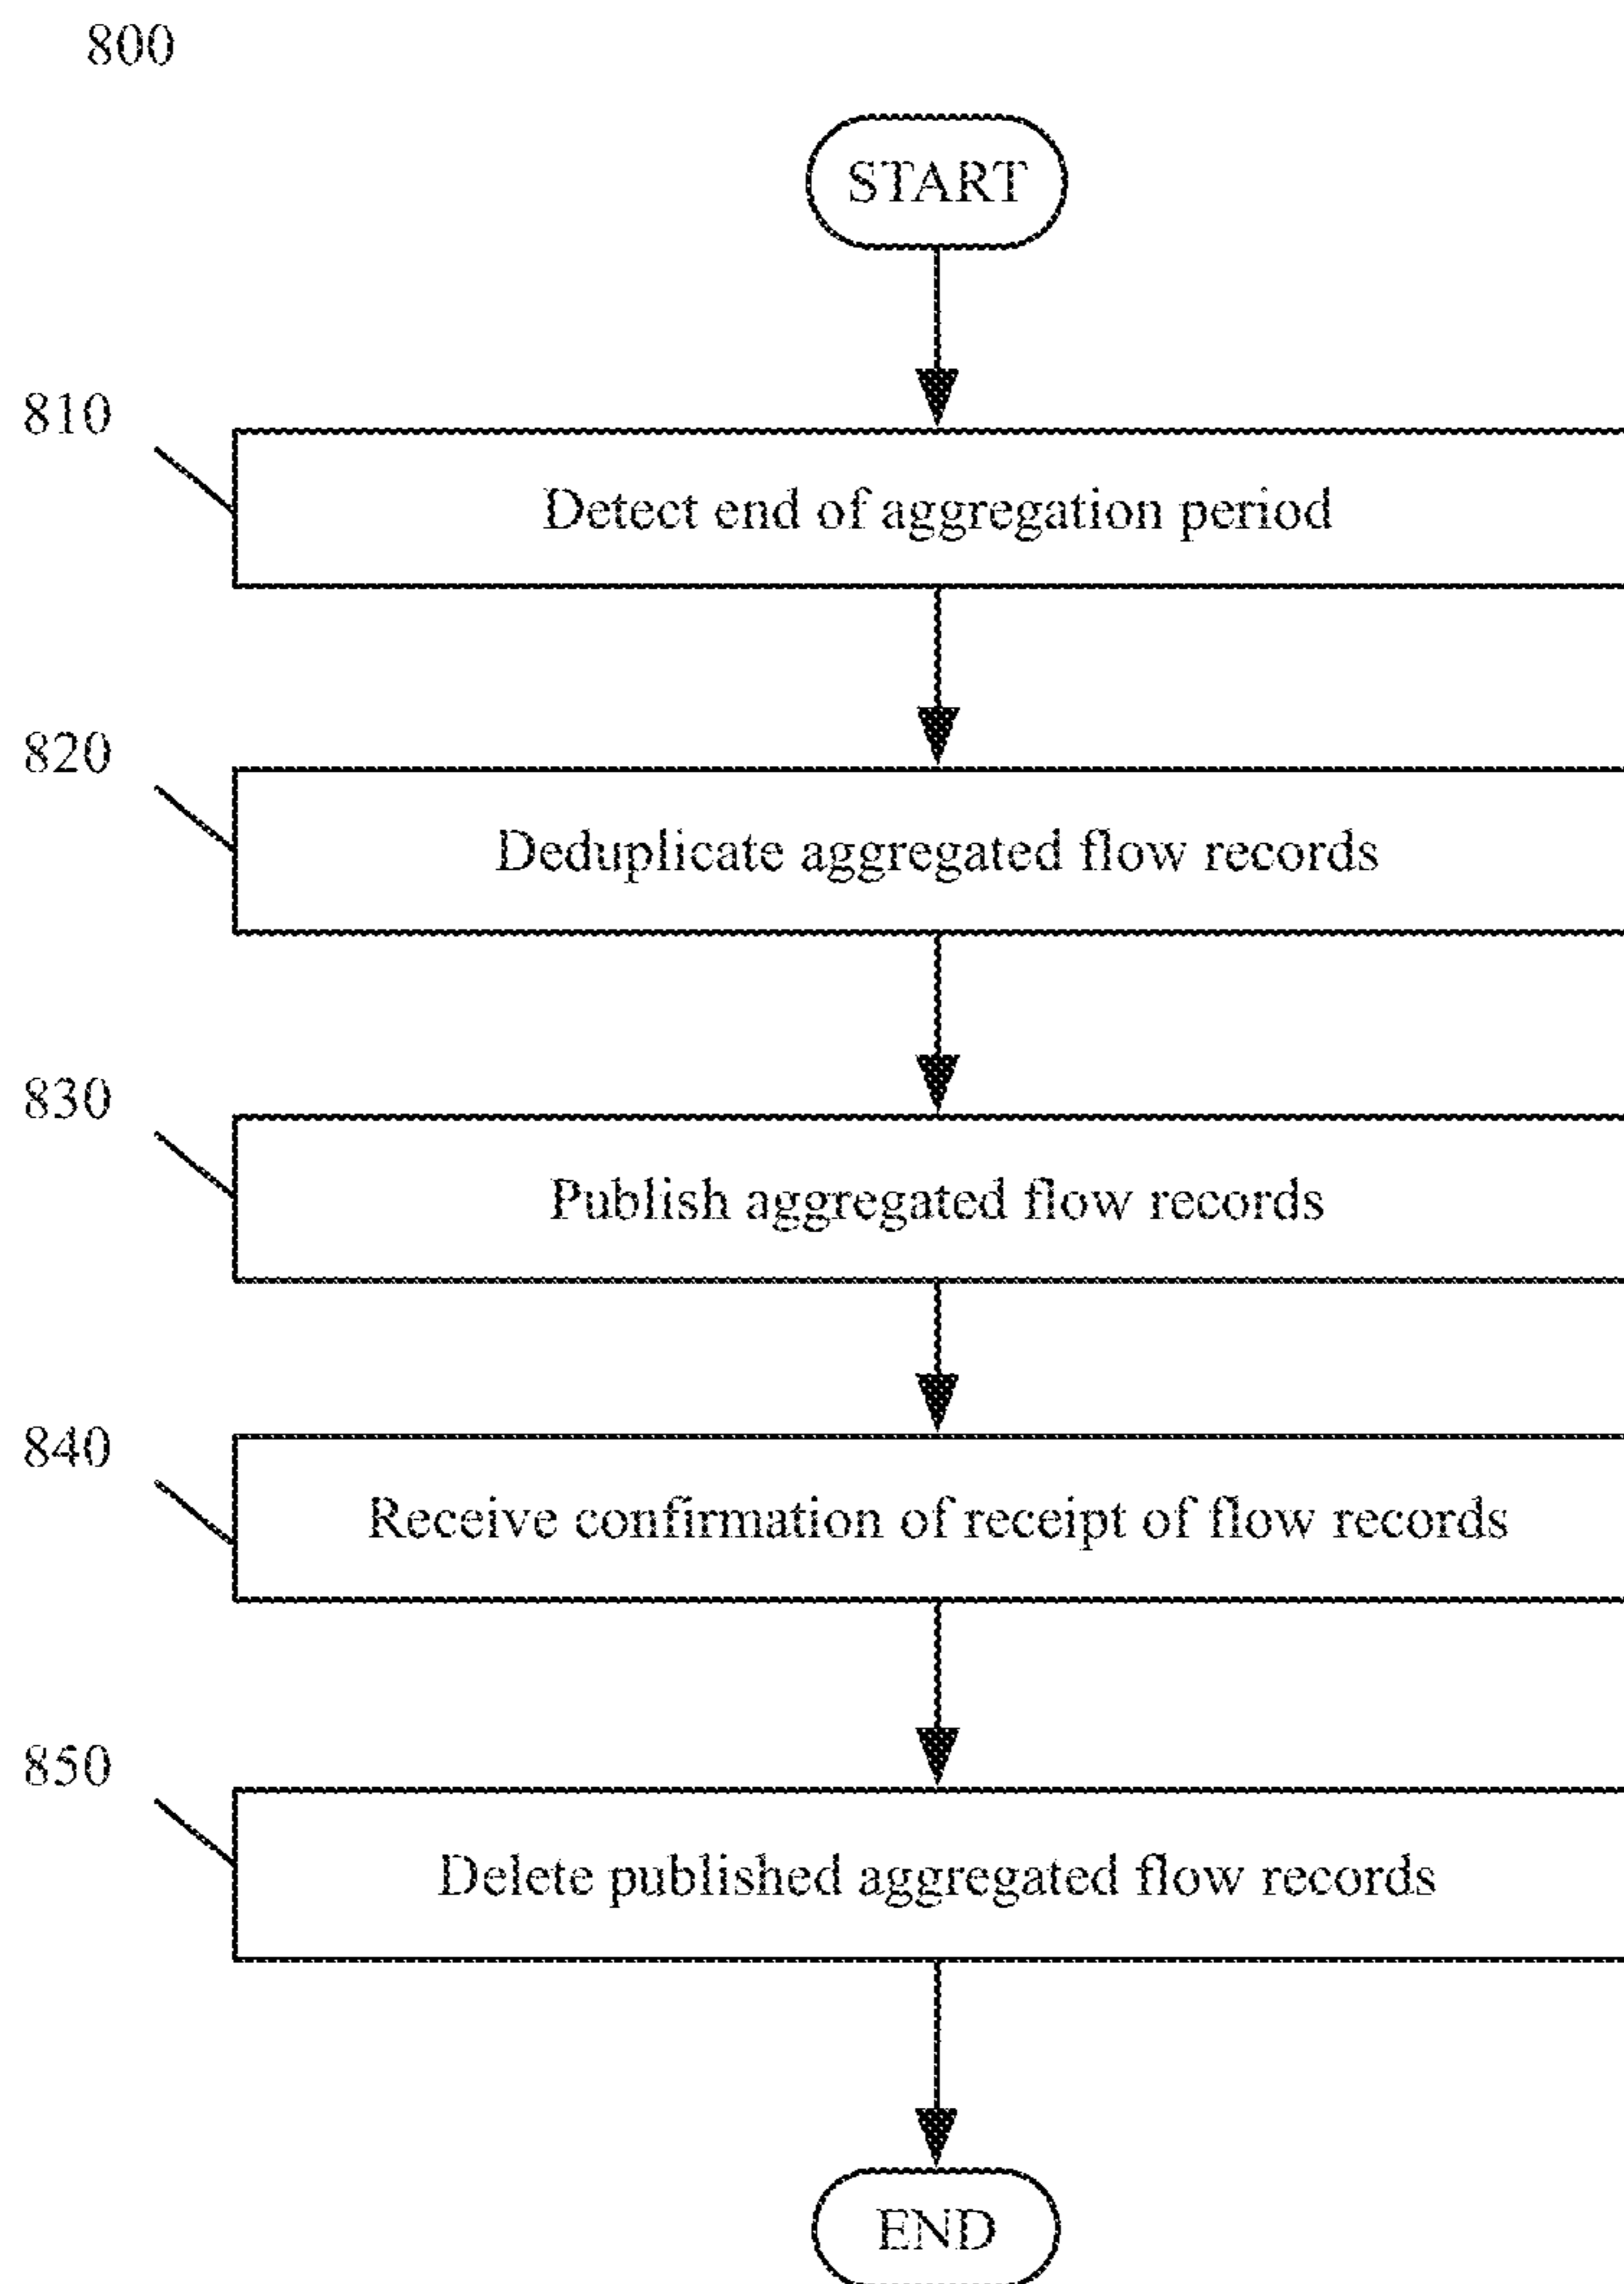 800
START
810
Detect end of aggregation period
820
Deduplicate aggregated flow records
830
Publish aggregated flow records
840
Receive confirmation of receipt of flow records
850
Delete published aggregated flow records
END